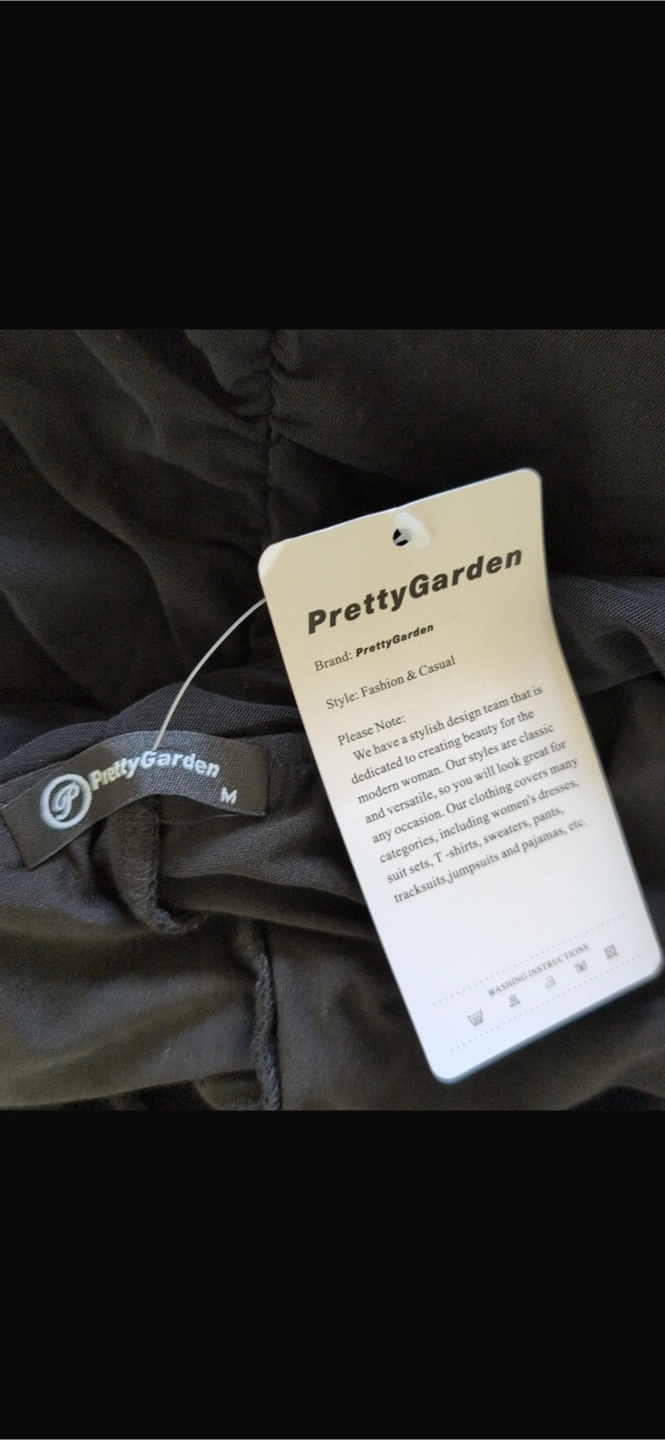 PrettyGarden
Brand: PrettyGarden
Style: Fashion & Casual
Please Note:
We have a stylish design team that is
dedicated to creating beauty for the
modern woman. Our styles are classic
and versatile, so you will look great for
any occasion. Our clothing covers many
categories, including women's dresses,
suit sets, T -shirts, sweaters, pants,
tracksuits,jumpsuits and pajamas, etc.
WASHING INSTRUCTIONS
P PrettyGarden
M